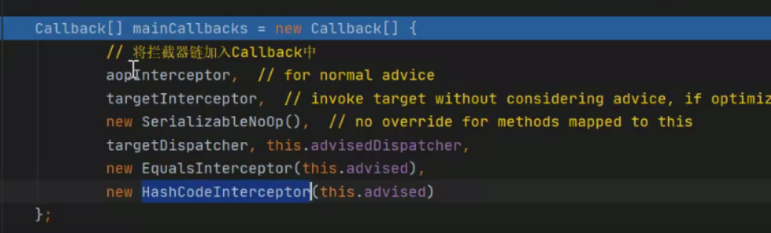 Callback[] mainCallbacks = new Callback[] {
// 将拦截器链加入Callback中
aopInterceptor,  // for normal advice
targetInterceptor,  // invoke target without considering advice, if optimiz
new SerializableNoOp(),  // no override for methods mapped to this
targetDispatcher, this.advisedDispatcher,
new EqualsInterceptor(this.advised),
new HashCodeInterceptor(this.advised)
};